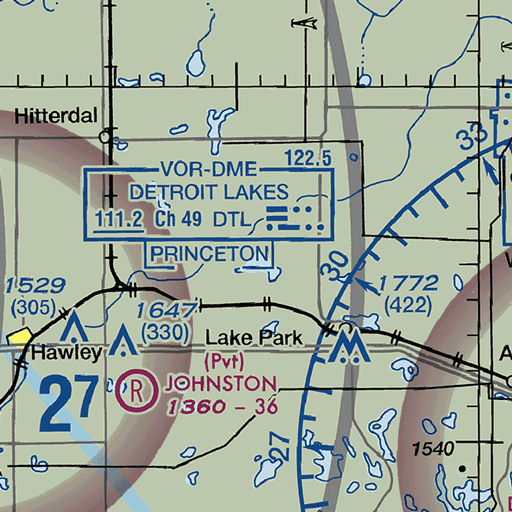 Hitterdal
33
122.5
VOR-DME
DETROIT LAKES
111.2 Ch 49 DTL
PRINCETON
30
1529
(305)
1772
(422)
1647
(330)
Lake Park
Hawley
(Pvt)
R JOHNSTON
1360 - 36
27
27
1540